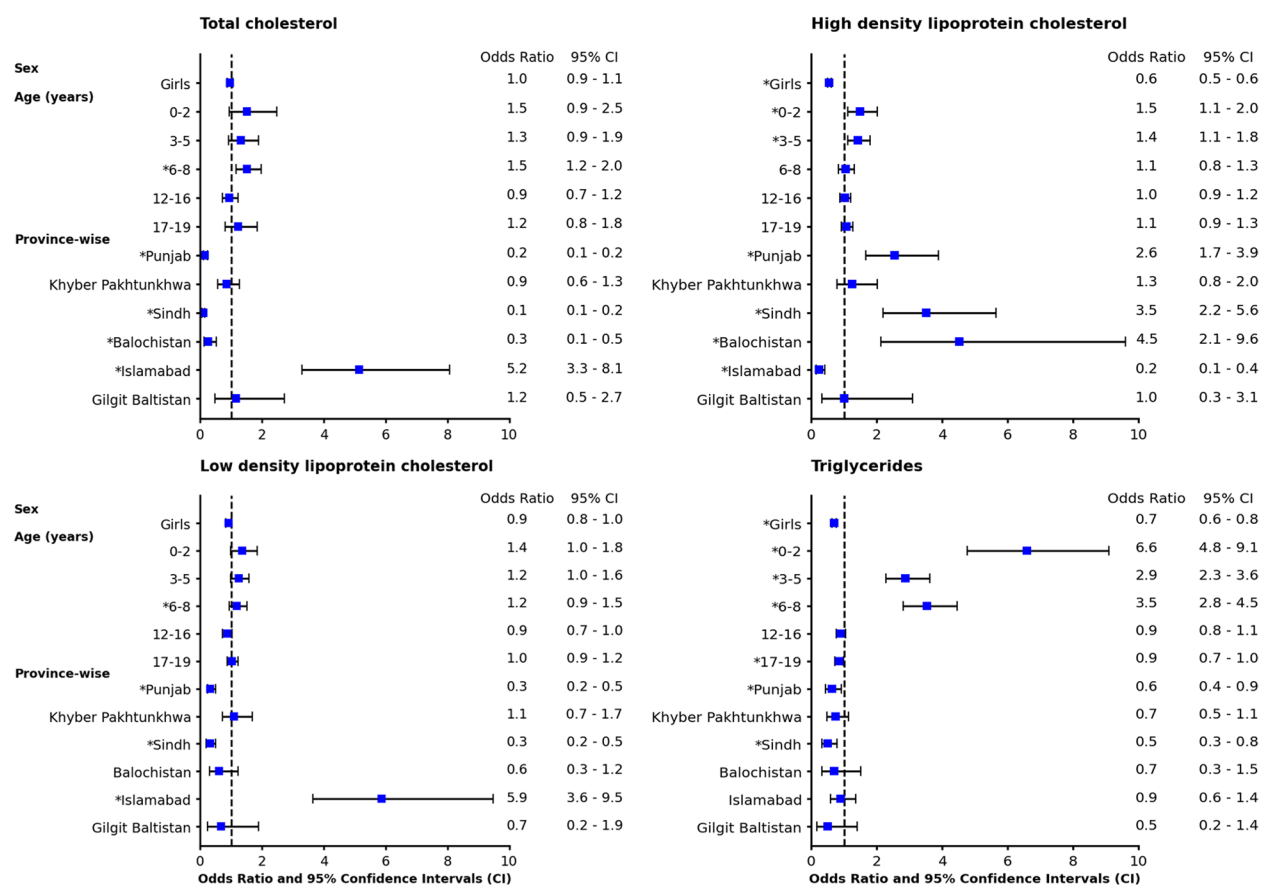 Total cholesterol
Odds Ratio 95% CI
Sex
Girls 1.0 0.9 - 1.1
Age (years)
0-2 1.5 0.9 - 2.5
3-5 1.3 0.9 - 1.9
*6-8 1.5 1.2 - 2.0
12-16 0.9 0.7 - 1.2
17-19 1.2 0.8 - 1.8
Province-wise
*Punjab 0.2 0.1 - 0.2
Khyber Pakhtunkhwa 0.9 0.6 - 1.3
*Sindh 0.1 0.1 - 0.2
*Balochistan 0.3 0.1 - 0.5
*Islamabad 5.2 3.3 - 8.1
Gilgit Baltistan 1.2 0.5 - 2.7
0 2 4 6 8 10
High density lipoprotein cholesterol
Odds Ratio 95% CI
*Girls 0.6 0.5 - 0.6
*0-2 1.5 1.1 - 2.0
*3-5 1.4 1.1 - 1.8
6-8 1.1 0.8 - 1.3
12-16 1.0 0.9 - 1.2
17-19 1.1 0.9 - 1.3
*Punjab 2.6 1.7 - 3.9
Khyber Pakhtunkhwa 1.3 0.8 - 2.0
*Sindh 3.5 2.2 - 5.6
*Balochistan 4.5 2.1 - 9.6
*Islamabad 0.2 0.1 - 0.4
Gilgit Baltistan 1.0 0.3 - 3.1
0 2 4 6 8 10
Low density lipoprotein cholesterol
Odds Ratio 95% CI
Sex
Girls 0.9 0.8 - 1.0
Age (years)
0-2 1.4 1.0 - 1.8
3-5 1.2 1.0 - 1.6
*6-8 1.2 0.9 - 1.5
12-16 0.9 0.7 - 1.0
17-19 1.0 0.9 - 1.2
Province-wise
*Punjab 0.3 0.2 - 0.5
Khyber Pakhtunkhwa 1.1 0.7 - 1.7
*Sindh 0.3 0.2 - 0.5
Balochistan 0.6 0.3 - 1.2
*Islamabad 5.9 3.6 - 9.5
Gilgit Baltistan 0.7 0.2 - 1.9
0 2 4 6 8 10
Odds Ratio and 95% Confidence Intervals (CI)
Triglycerides
Odds Ratio 95% CI
*Girls 0.7 0.6 - 0.8
*0-2 6.6 4.8 - 9.1
*3-5 2.9 2.3 - 3.6
*6-8 3.5 2.8 - 4.5
12-16 0.9 0.8 - 1.1
*17-19 0.9 0.7 - 1.0
*Punjab 0.6 0.4 - 0.9
Khyber Pakhtunkhwa 0.7 0.5 - 1.1
*Sindh 0.5 0.3 - 0.8
Balochistan 0.7 0.3 - 1.5
Islamabad 0.9 0.6 - 1.4
Gilgit Baltistan 0.5 0.2 - 1.4
0 2 4 6 8 10
Odds Ratio and 95% Confidence Intervals (CI)